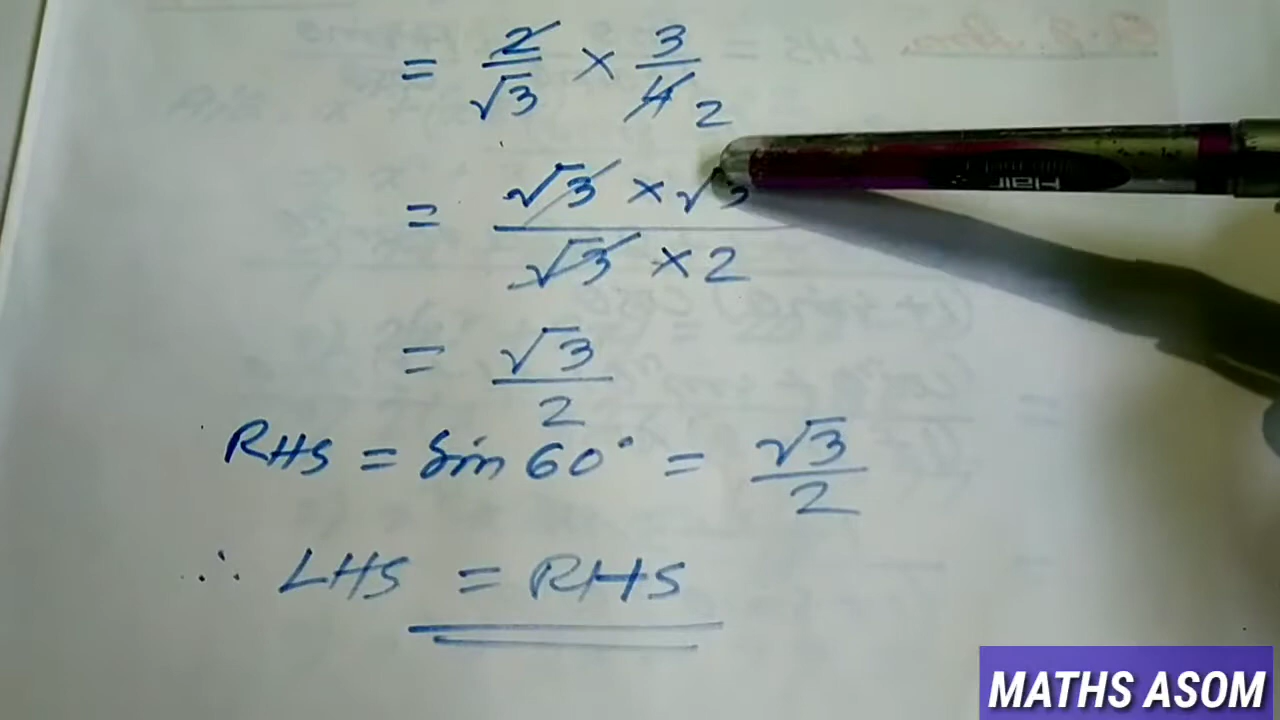 = 2/√3 × 3/4 2
= √3 × √3 / √3 × 2
= √3/2
RHS = Sin 60° = √3/2
∴ LHS = RHS
Flair
MATHS ASOM